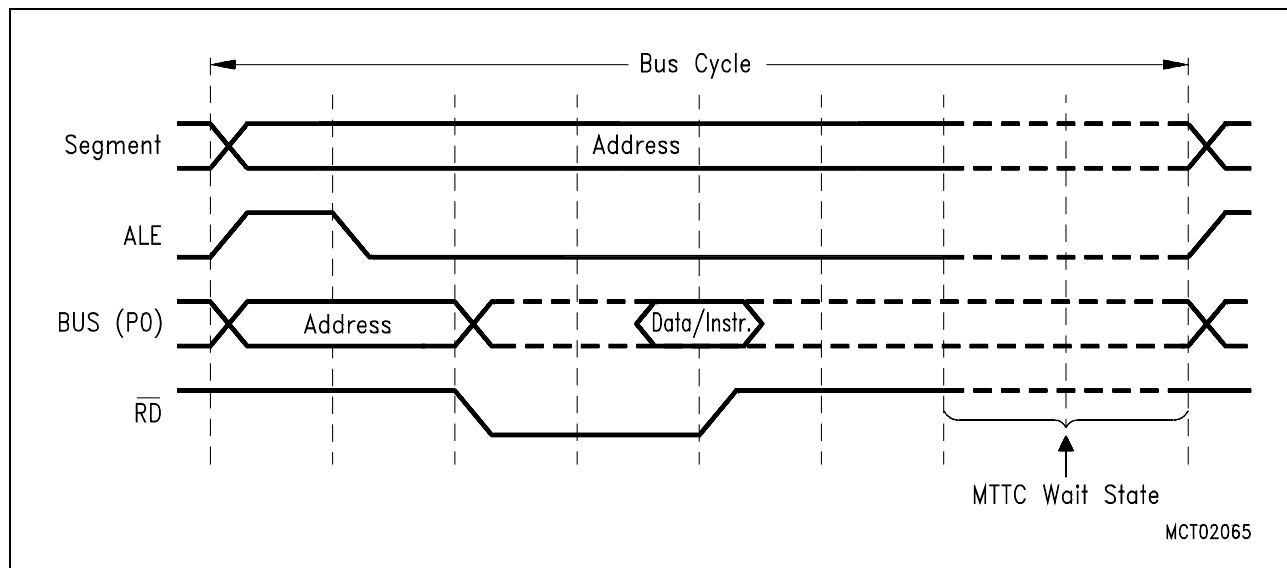 Bus Cycle
Segment
Address
ALE
BUS (P0)
Address
Data/Instr.
RD
MTTC Wait State
MCT02065